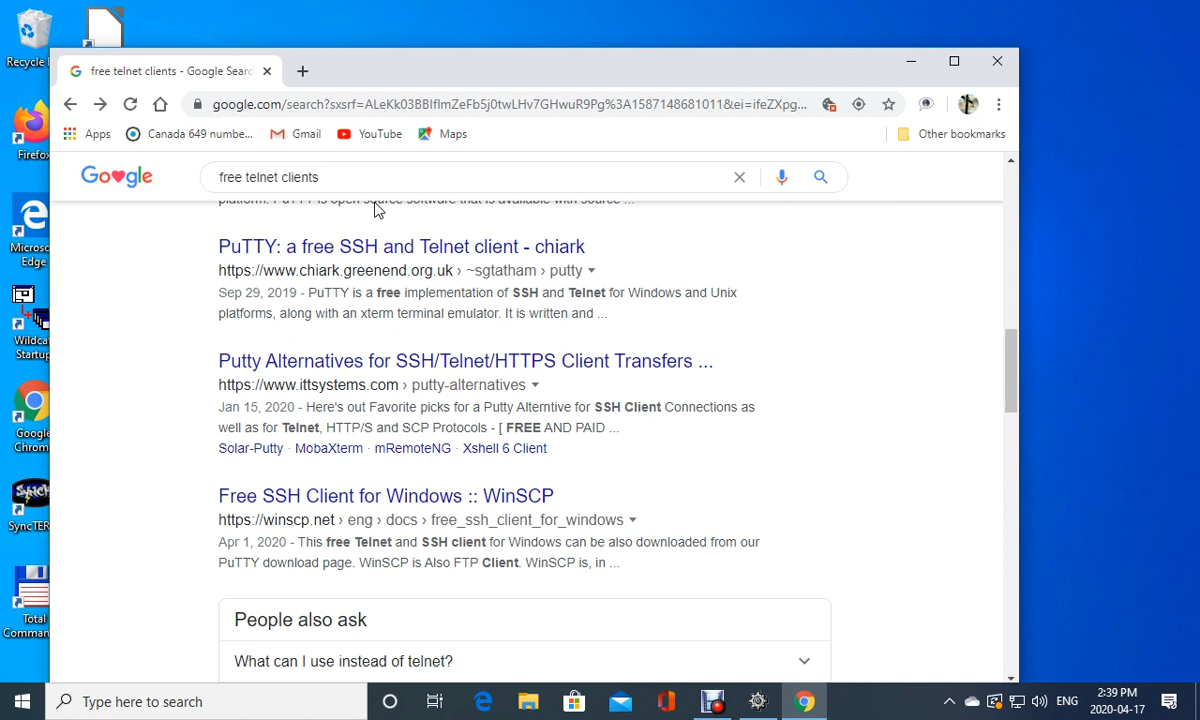 Recycle
free telnet clients - Google Searc
google.com/search?sxsrf=ALeKk03BBIflmZeFb5j0twLHv7GHwuR9Pg%3A1587148681011&ei=ifeZXpg...
Apps
Canada 649 numbe...
Gmail
YouTube
Maps
Other bookmarks
Firefox
Google
free telnet clients
PuTTY: a free SSH and Telnet client - chiark
https://www.chiark.greenend.org.uk › ~sgtatham › putty
Sep 29, 2019 - PuTTY is a free implementation of SSH and Telnet for Windows and Unix
platforms, along with an xterm terminal emulator. It is written and ...
Microso
Edge
Wildca
Startup
Putty Alternatives for SSH/Telnet/HTTPS Client Transfers ...
https://www.ittsystems.com › putty-alternatives
Jan 15, 2020 - Here's out Favorite picks for a Putty Alterntive for SSH Client Connections as
well as for Telnet, HTTP/S and SCP Protocols - [ FREE AND PAID ...
Solar-Putty · MobaXterm · mRemoteNG · Xshell 6 Client
Google
Chrom
Free SSH Client for Windows :: WinSCP
https://winscp.net › eng › docs › free_ssh_client_for_windows
Apr 1, 2020 - This free Telnet and SSH client for Windows can be also downloaded from our
PuTTY download page. WinSCP is Also FTP Client. WinSCP is, in ...
SyncTER
Total
Comman
People also ask
What can I use instead of telnet?
Type here to search
ENG
2:39 PM
2020-04-17